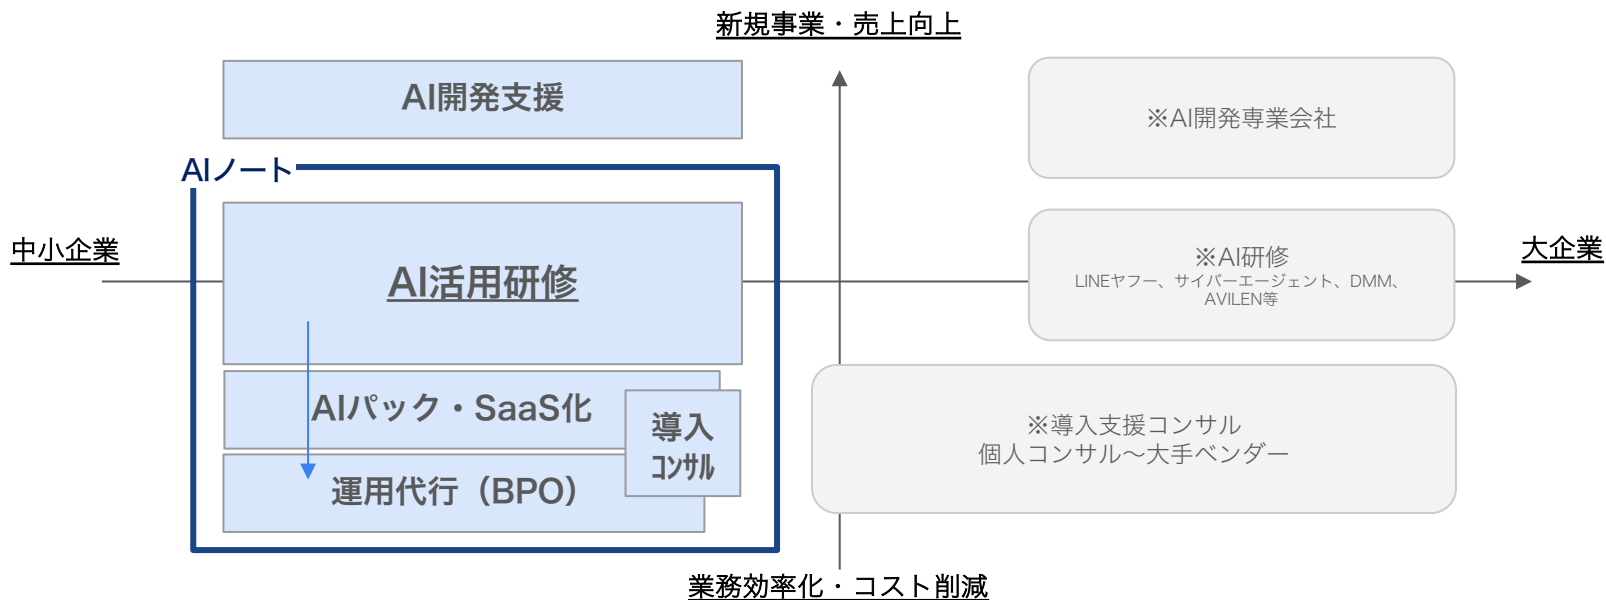 新規事業・売上向上
AI開発支援
※AI開発専業会社
AIノート
中小企業
AI活用研修
※AI研修
LINEヤフー、サイバーエージェント、DMM、
AVILEN等
大企業
AIパック・SaaS化
導入
コンサル
運用代行（BPO）
※導入支援コンサル
個人コンサル〜大手ベンダー
業務効率化・コスト削減